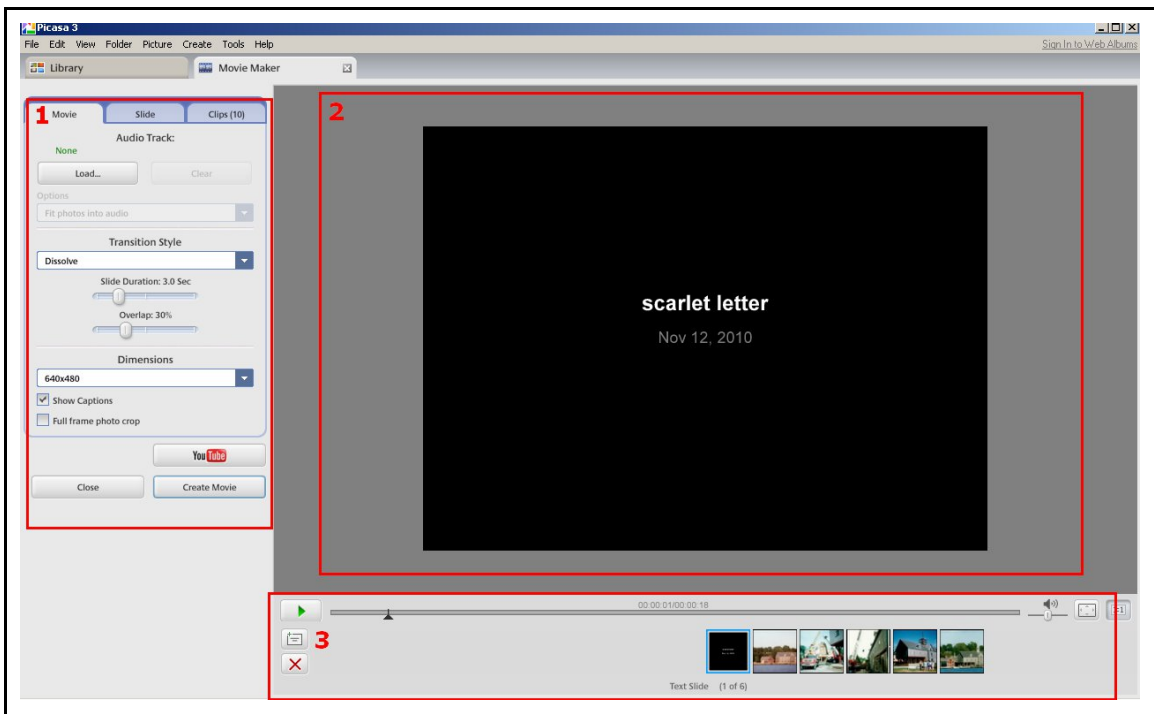 Picasa 3
File Edit View Folder Picture Create Tools Help
Sign In to Web Albums
Library
Movie Maker
1
Movie
Slide
Clips (10)
Audio Track:
None
Load...
Clear
Options
Fit photos into audio
Transition Style
Dissolve
Slide Duration: 3.0 Sec
Overlap: 30%
Dimensions
640x480
Show Captions
Full frame photo crop
YouTube
Close
Create Movie
2
scarlet letter
Nov 12, 2010
00:00:01/00:00:18
1:1
3
Text Slide (1 of 6)